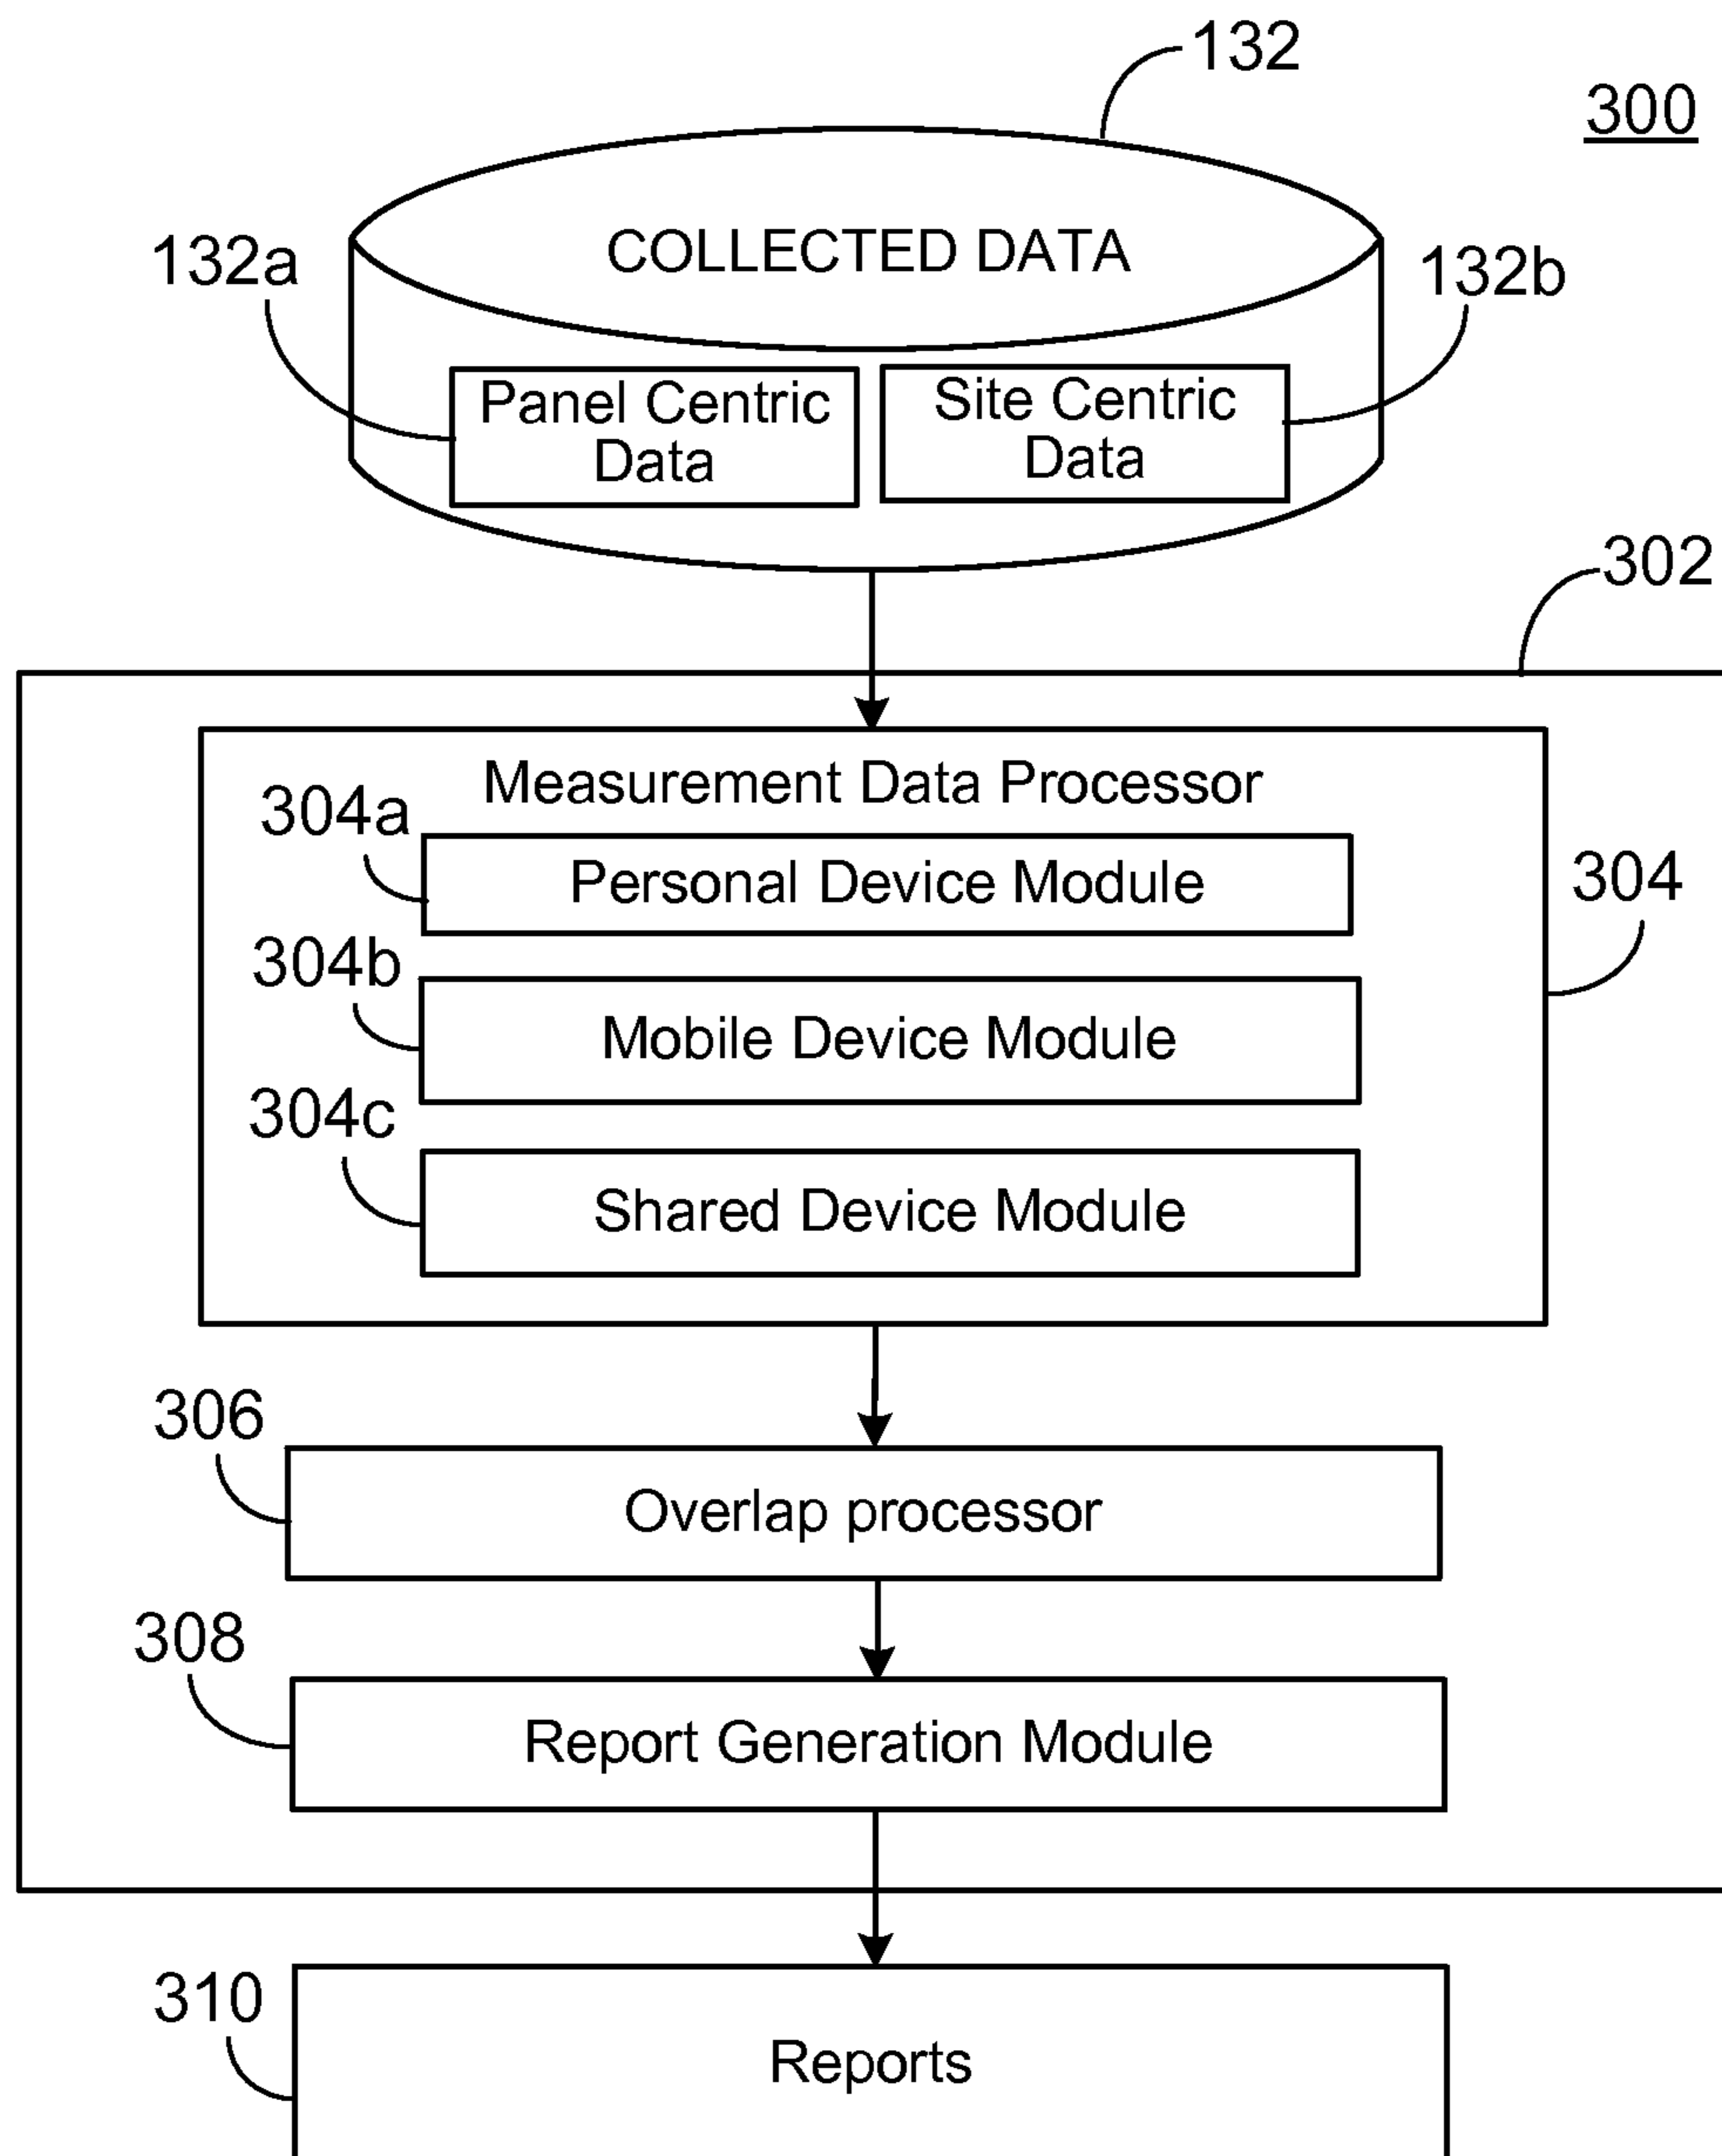 132
300
COLLECTED DATA
132a
132b
Panel Centric
Data
Site Centric
Data
302
Measurement Data Processor
304a
Personal Device Module
304
304b
Mobile Device Module
304c
Shared Device Module
306
Overlap processor
308
Report Generation Module
310
Reports